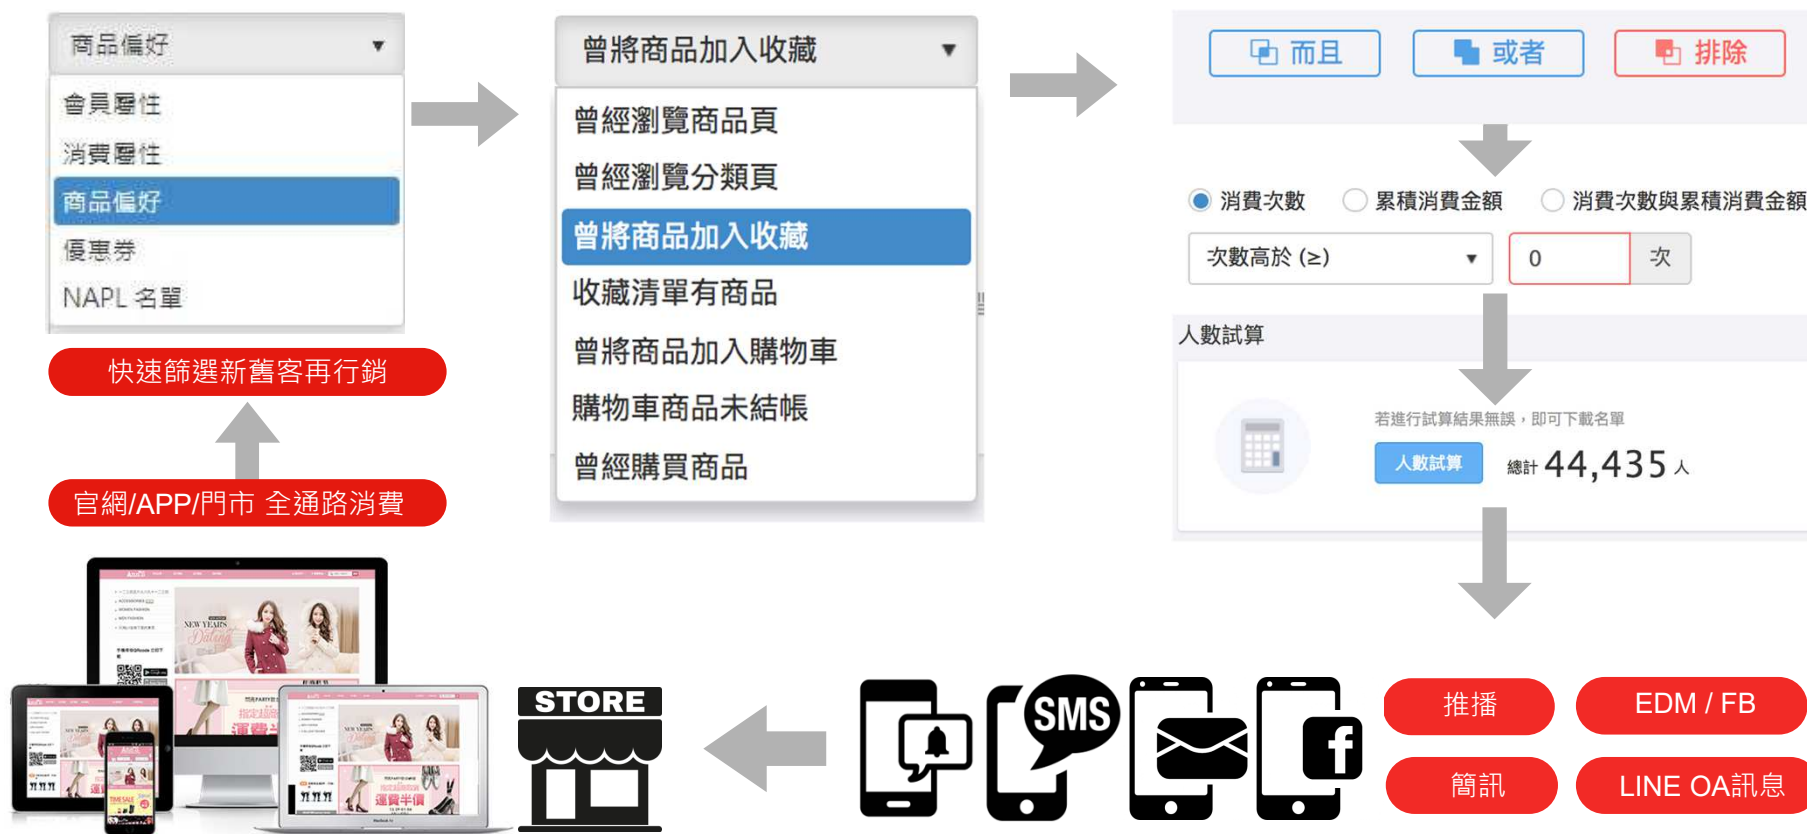 商品偏好
會員屬性
消費屬性
商品偏好
優惠券
NAPL 名單
快速篩選新舊客再行銷
官網/APP/門市 全通路消費
曾將商品加入收藏
曾經瀏覽商品頁
曾經瀏覽分類頁
曾將商品加入收藏
收藏清單有商品
曾將商品加入購物車
購物車商品未結帳
曾經購買商品
而且 或者 排除
消費次數 累積消費金額 消費次數與累積消費金額
次數高於 (≥) 0 次
人數試算
若進行試算結果無誤，即可下載名單
人數試算 總計 44,435 人
NEW YEARS
Dating
運費半價
TIME SALE
STORE
SMS
推播 EDM / FB
簡訊 LINE OA訊息